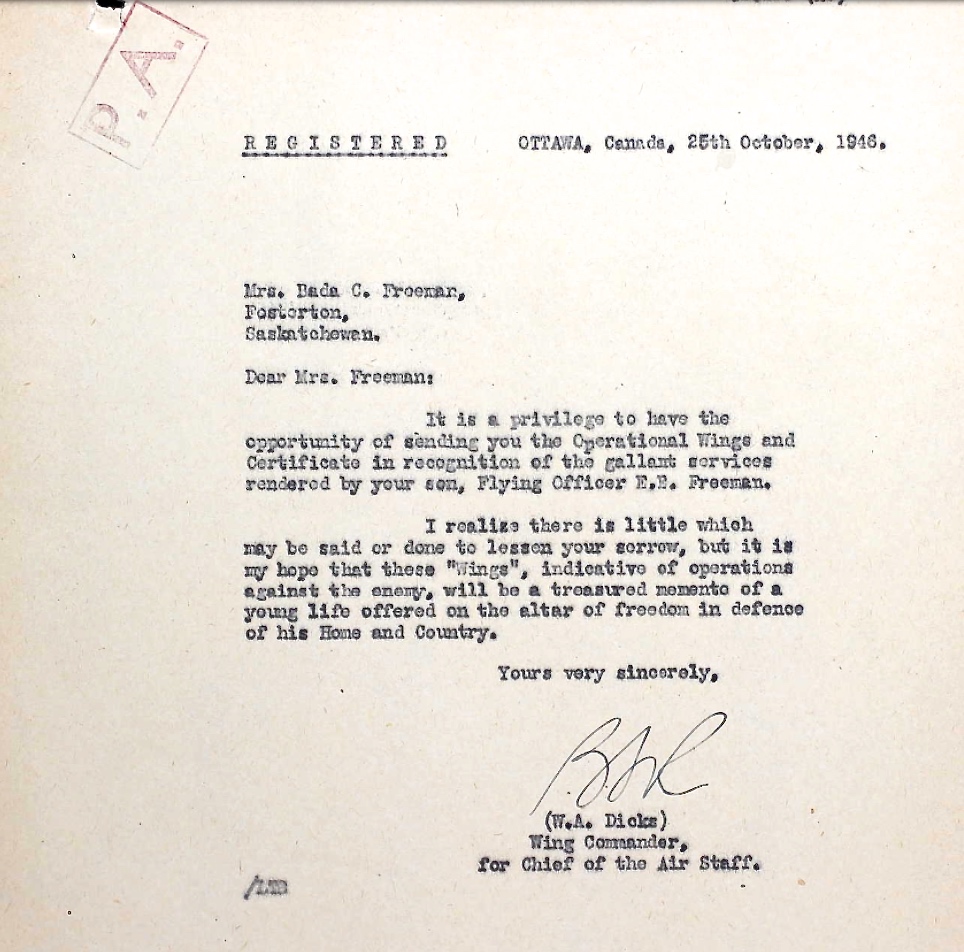 P.A.
REGISTERED OTTAWA, Canada, 25th October, 1946.
Mrs. Bada C. Freeman,
Fosterton,
Saskatchewan.
Dear Mrs. Freeman:
It is a privilege to have the
opportunity of sending you the Operational Wings and
Certificate in recognition of the gallant services
rendered by your son, Flying Officer E.E. Freeman.
I realize there is little which
may be said or done to lessen your sorrow, but it is
my hope that these "Wings", indicative of operations
against the enemy, will be a treasured memento of a
young life offered on the altar of freedom in defence
of his Home and Country.
Yours very sincerely,
(W.A. Dicks)
Wing Commander,
for Chief of the Air Staff.